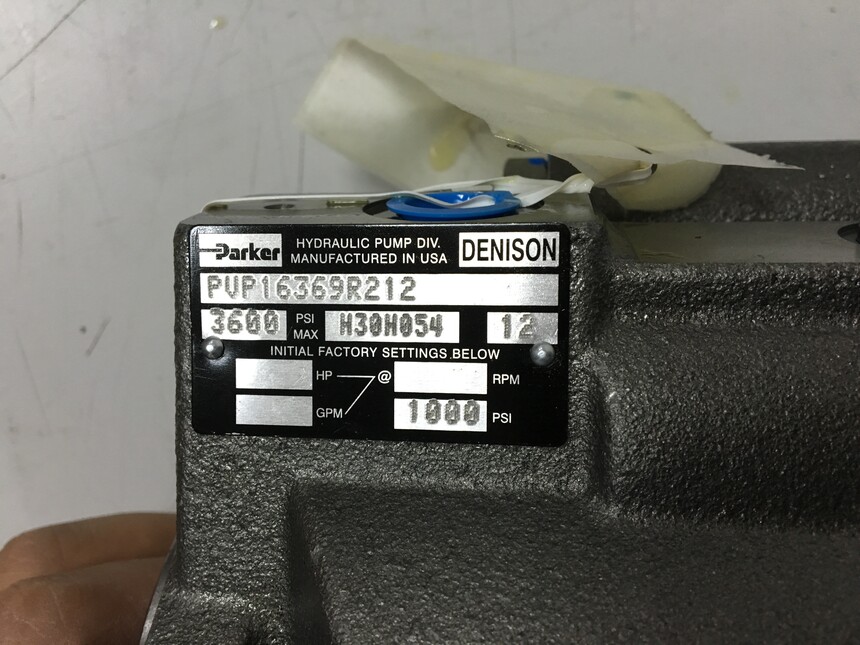 Parker HYDRAULIC PUMP DIV. MANUFACTURED IN USA DENISON
PVP16369R212
3600 PSI MAX H30H054 12
INITIAL FACTORY SETTINGS BELOW
HP @ RPM
GPM 1000 PSI